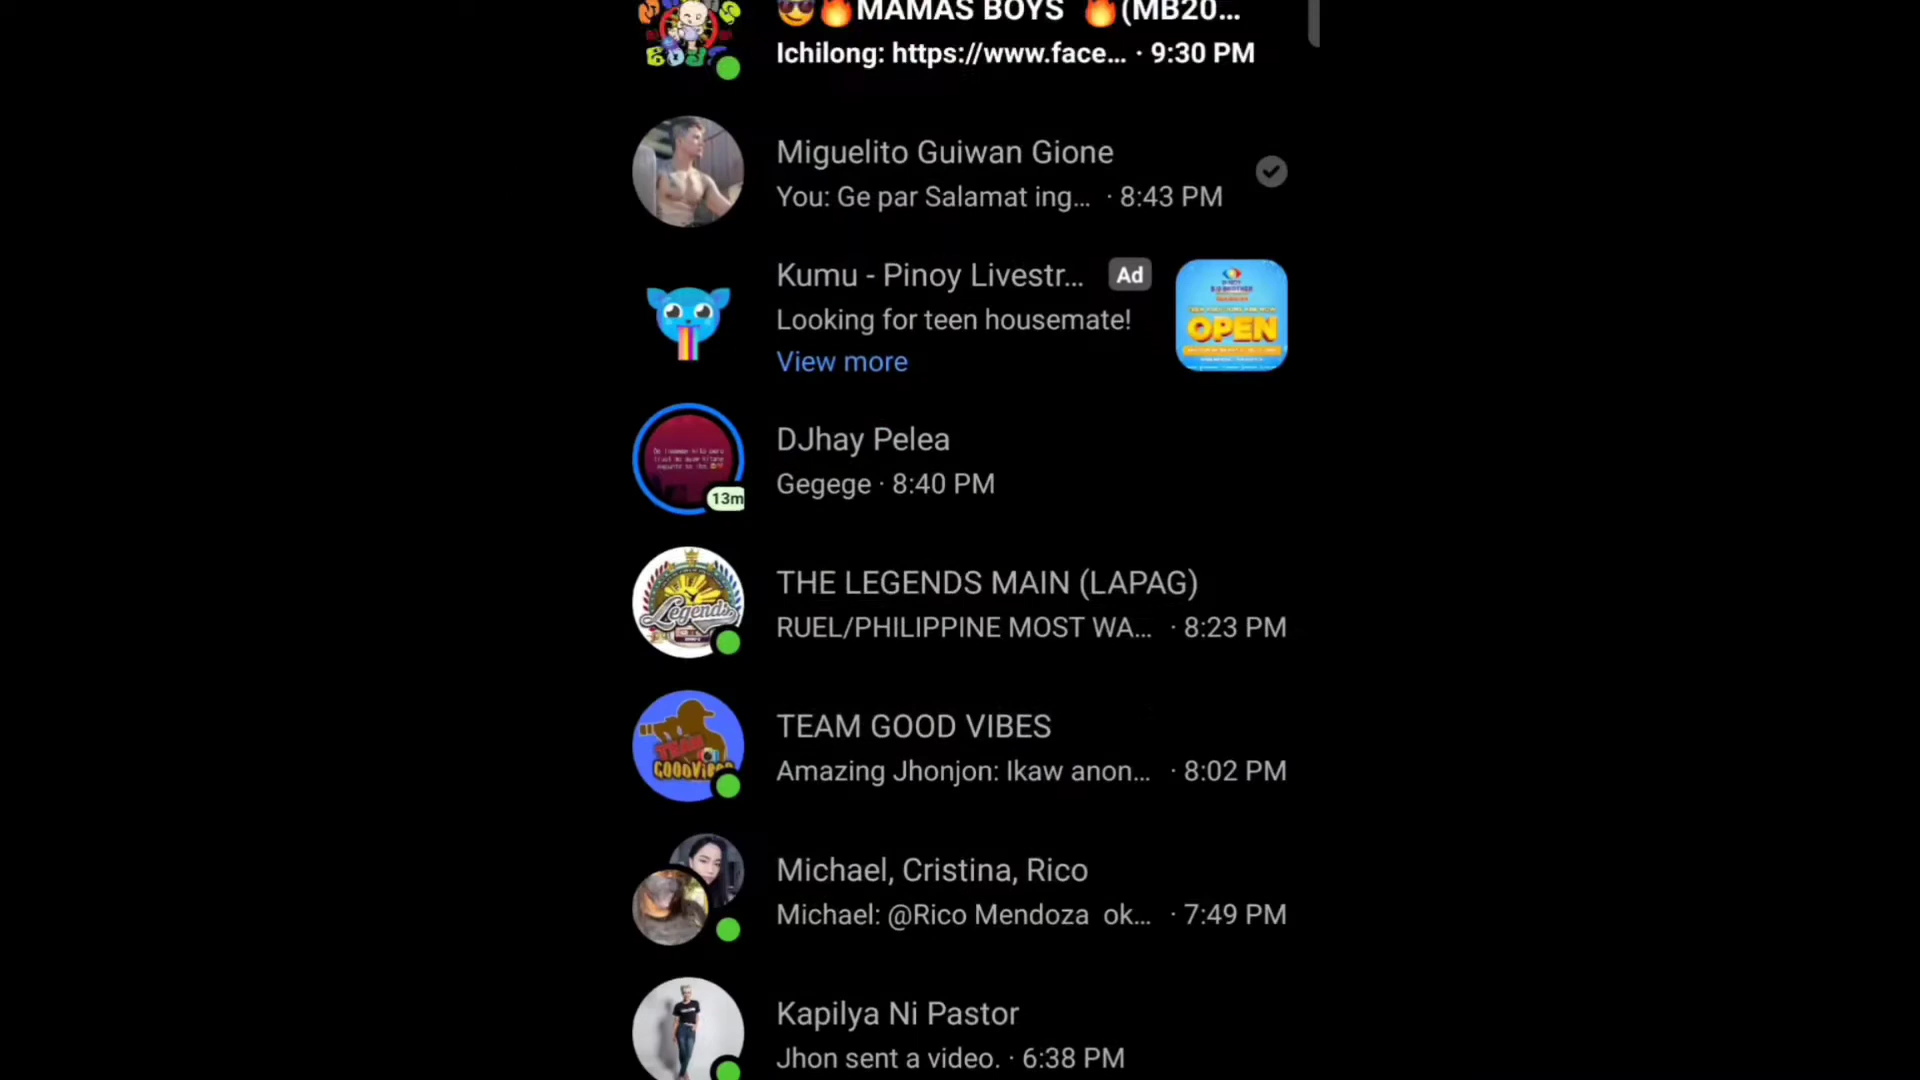 😎🔥MAMAS BOYS 🔥(MB20...
Ichilong: https://www.face... · 9:30 PM
Miguelito Guiwan Gione
You: Ge par Salamat ing... · 8:43 PM
Kumu - Pinoy Livestr... Ad
Looking for teen housemate!
View more
OPEN
DJhay Pelea
Gegege · 8:40 PM
13m
THE LEGENDS MAIN (LAPAG)
RUEL/PHILIPPINE MOST WA... · 8:23 PM
Legends
TEAM GOOD VIBES
Amazing Jhonjon: Ikaw anon... · 8:02 PM
TEAM
GOODVIBES
Michael, Cristina, Rico
Michael: @Rico Mendoza ok... · 7:49 PM
Kapilya Ni Pastor
Jhon sent a video. · 6:38 PM